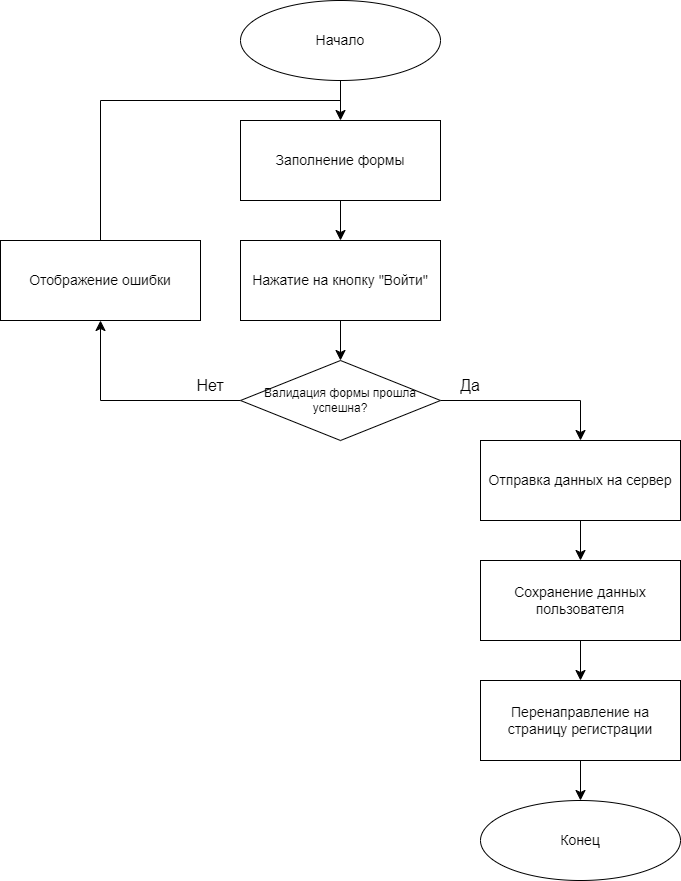 Начало
Заполнение формы
Отображение ошибки
Нажатие на кнопку "Войти"
Нет
Да
Валидация формы прошла
успешна?
Отправка данных на сервер
Сохранение данных
пользователя
Перенаправление на
страницу регистрации
Конец